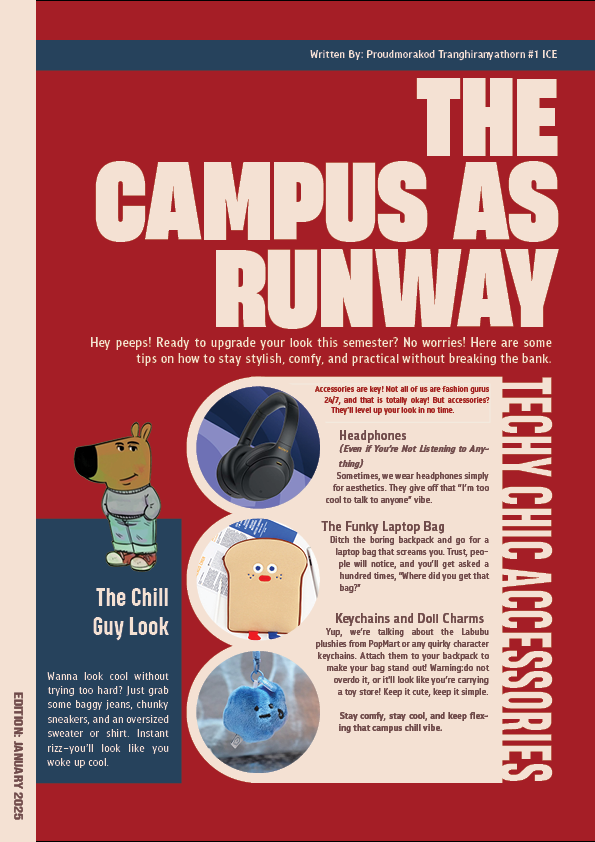 Written By: Proudmorakod Tranghiranyathorn #1 ICE
THE
CAMPUS AS
RUNWAY
Hey peeps! Ready to upgrade your look this semester? No worries! Here are some
tips on how to stay stylish, comfy, and practical without breaking the bank.
Accessories are key! Not all of us are fashion gurus
24/7, and that is totally okay! But accessories?
They'll level up your look in no time.
Headphones
(Even if You're Not Listening to Any-
thing)
Sometimes, we wear headphones simply
for aesthetics. They give off that "I'm too
cool to talk to anyone" vibe.
The Funky Laptop Bag
Ditch the boring backpack and go for a
laptop bag that screams you. Trust, peo-
ple will notice, and you'll get asked a
hundred times, "Where did you get that
bag?"
Keychains and Doll Charms
Yup, we're talking about the Labubu
plushies from PopMart or any quirky character
keychains. Attach them to your backpack to
make your bag stand out! Warning:do not
overdo it, or it'll look like you're carrying
a toy store! Keep it cute, keep it simple.
Stay comfy, stay cool, and keep flex-
ing that campus chill vibe.
TECHY CHIC ACCESSORIES
The Chill
Guy Look
Wanna look cool without
trying too hard? Just grab
some baggy jeans, chunky
sneakers, and an oversized
sweater or shirt. Instant
rizz-you'll look like you
woke up cool.
EDITION: JANUARY 2025